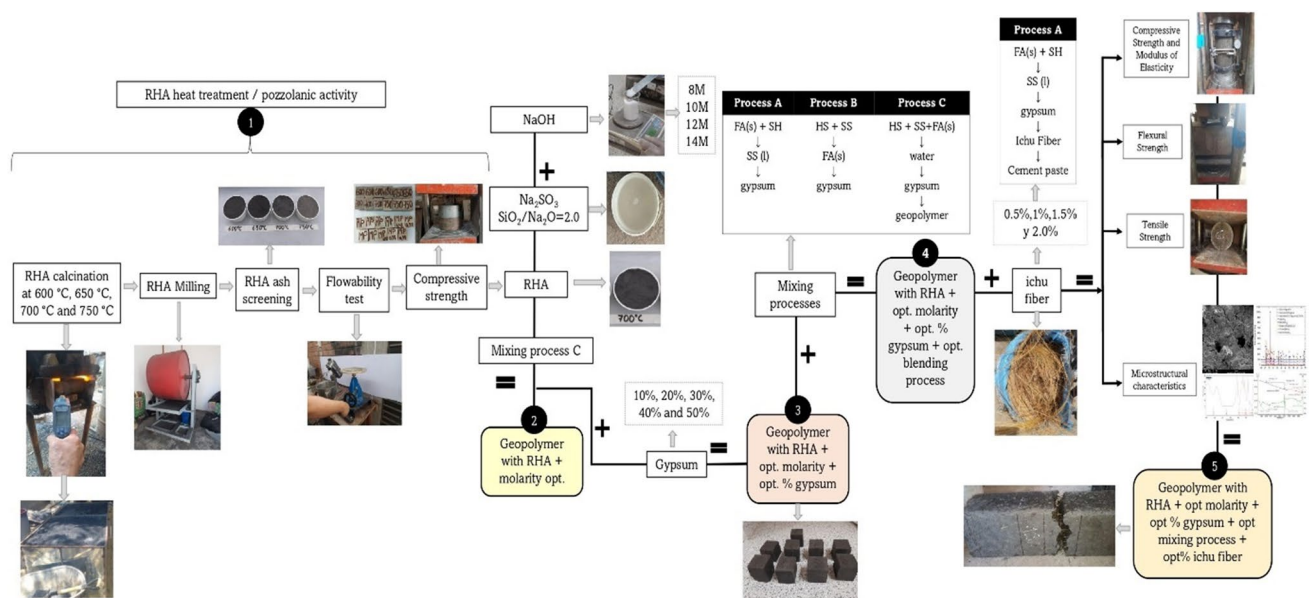 RHA heat treatment / pozzolanic activity
1
RHA calcination
at 600 °C, 650 °C,
700 °C and 750 °C
RHA Milling
RHA ash
screening
Flowability
test
Compressive
strength
650°C
700°C
750°C
NaOH
+
8M
10M
12M
14M
Na₂SO₃
SiO₂/Na₂O=2.0
RHA
700°C
Mixing process C
=
2
Geopolymer
with RHA +
molarity opt.
+
10%, 20%, 30%,
40% and 50%
Gypsum
=
3
Geopolymer
with RHA +
opt. molarity +
opt. % gypsum
+
Mixing
processes
Process A
FA(s) + SH
↓
SS (l)
↓
gypsum
Process B
HS + SS
↓
FA(s)
↓
gypsum
Process C
HS + SS+FA(s)
↓
water
↓
gypsum
↓
geopolymer
=
4
Geopolymer
with RHA +
opt. molarity
+ opt. %
gypsum + opt.
blending
process
+
ichu
fiber
0.5%,1%,1.5%
y 2.0%
Process A
FA(s) + SH
↓
SS (l)
↓
gypsum
↓
Ichu Fiber
↓
Cement paste
=
Compressive
Strength and
Modulus of
Elasticity
Flexural
Strength
Tensile
Strength
Microstructural
characteristics
=
5
Geopolymer with
RHA + opt molarity +
opt % gypsum + opt
mixing process +
opt% ichu fiber